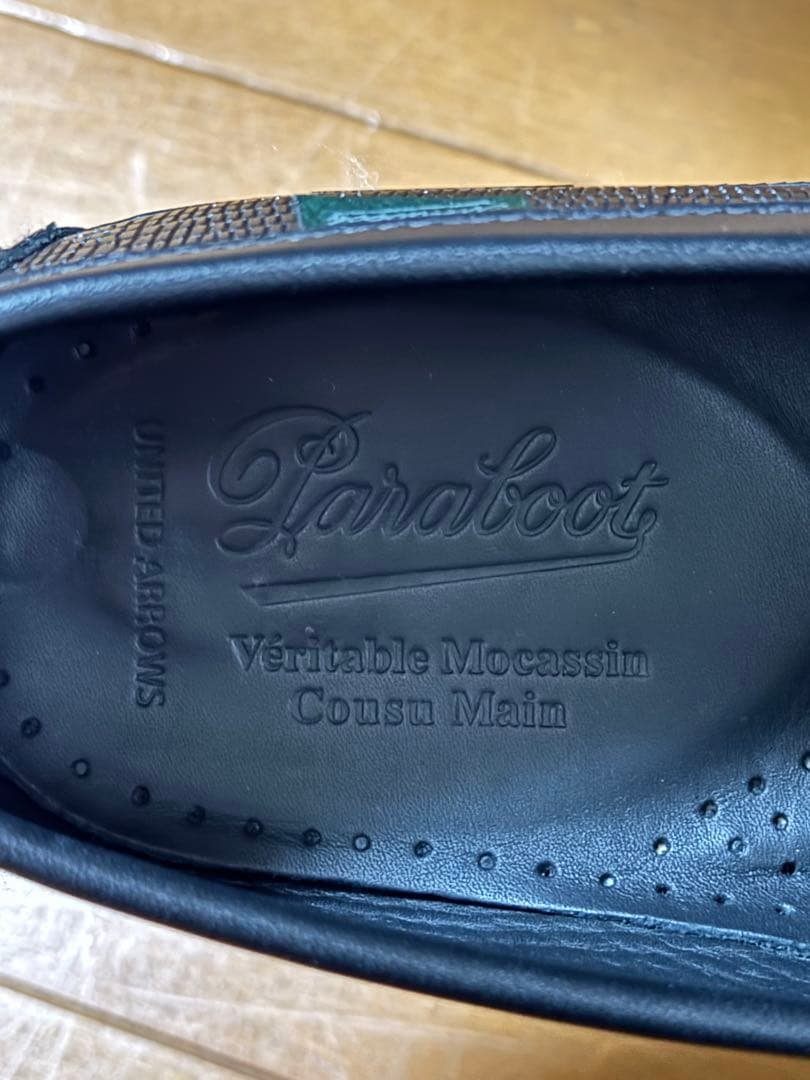 Paraboot
Véritable Mocassin
Cousu Main
UNITED ARROWS